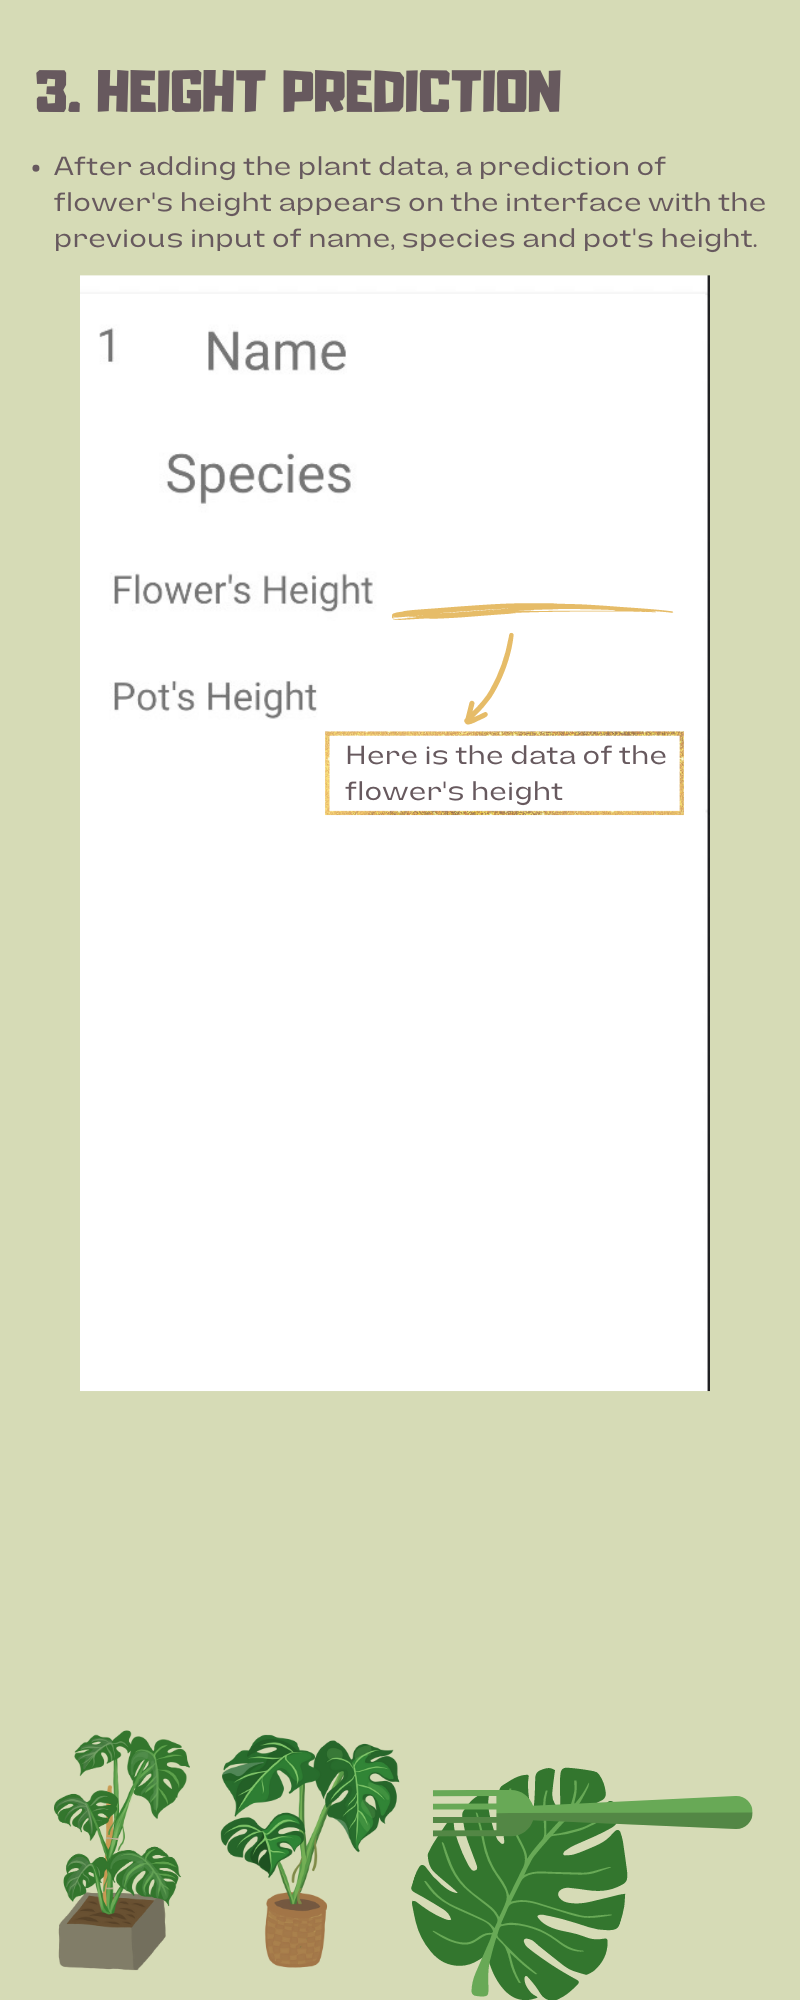 3. HEIGHT PREDICTION
• After adding the plant data, a prediction of
flower's height appears on the interface with the
previous input of name, species and pot's height.
1 Name
Species
Flower's Height
Pot's Height
Here is the data of the
flower's height